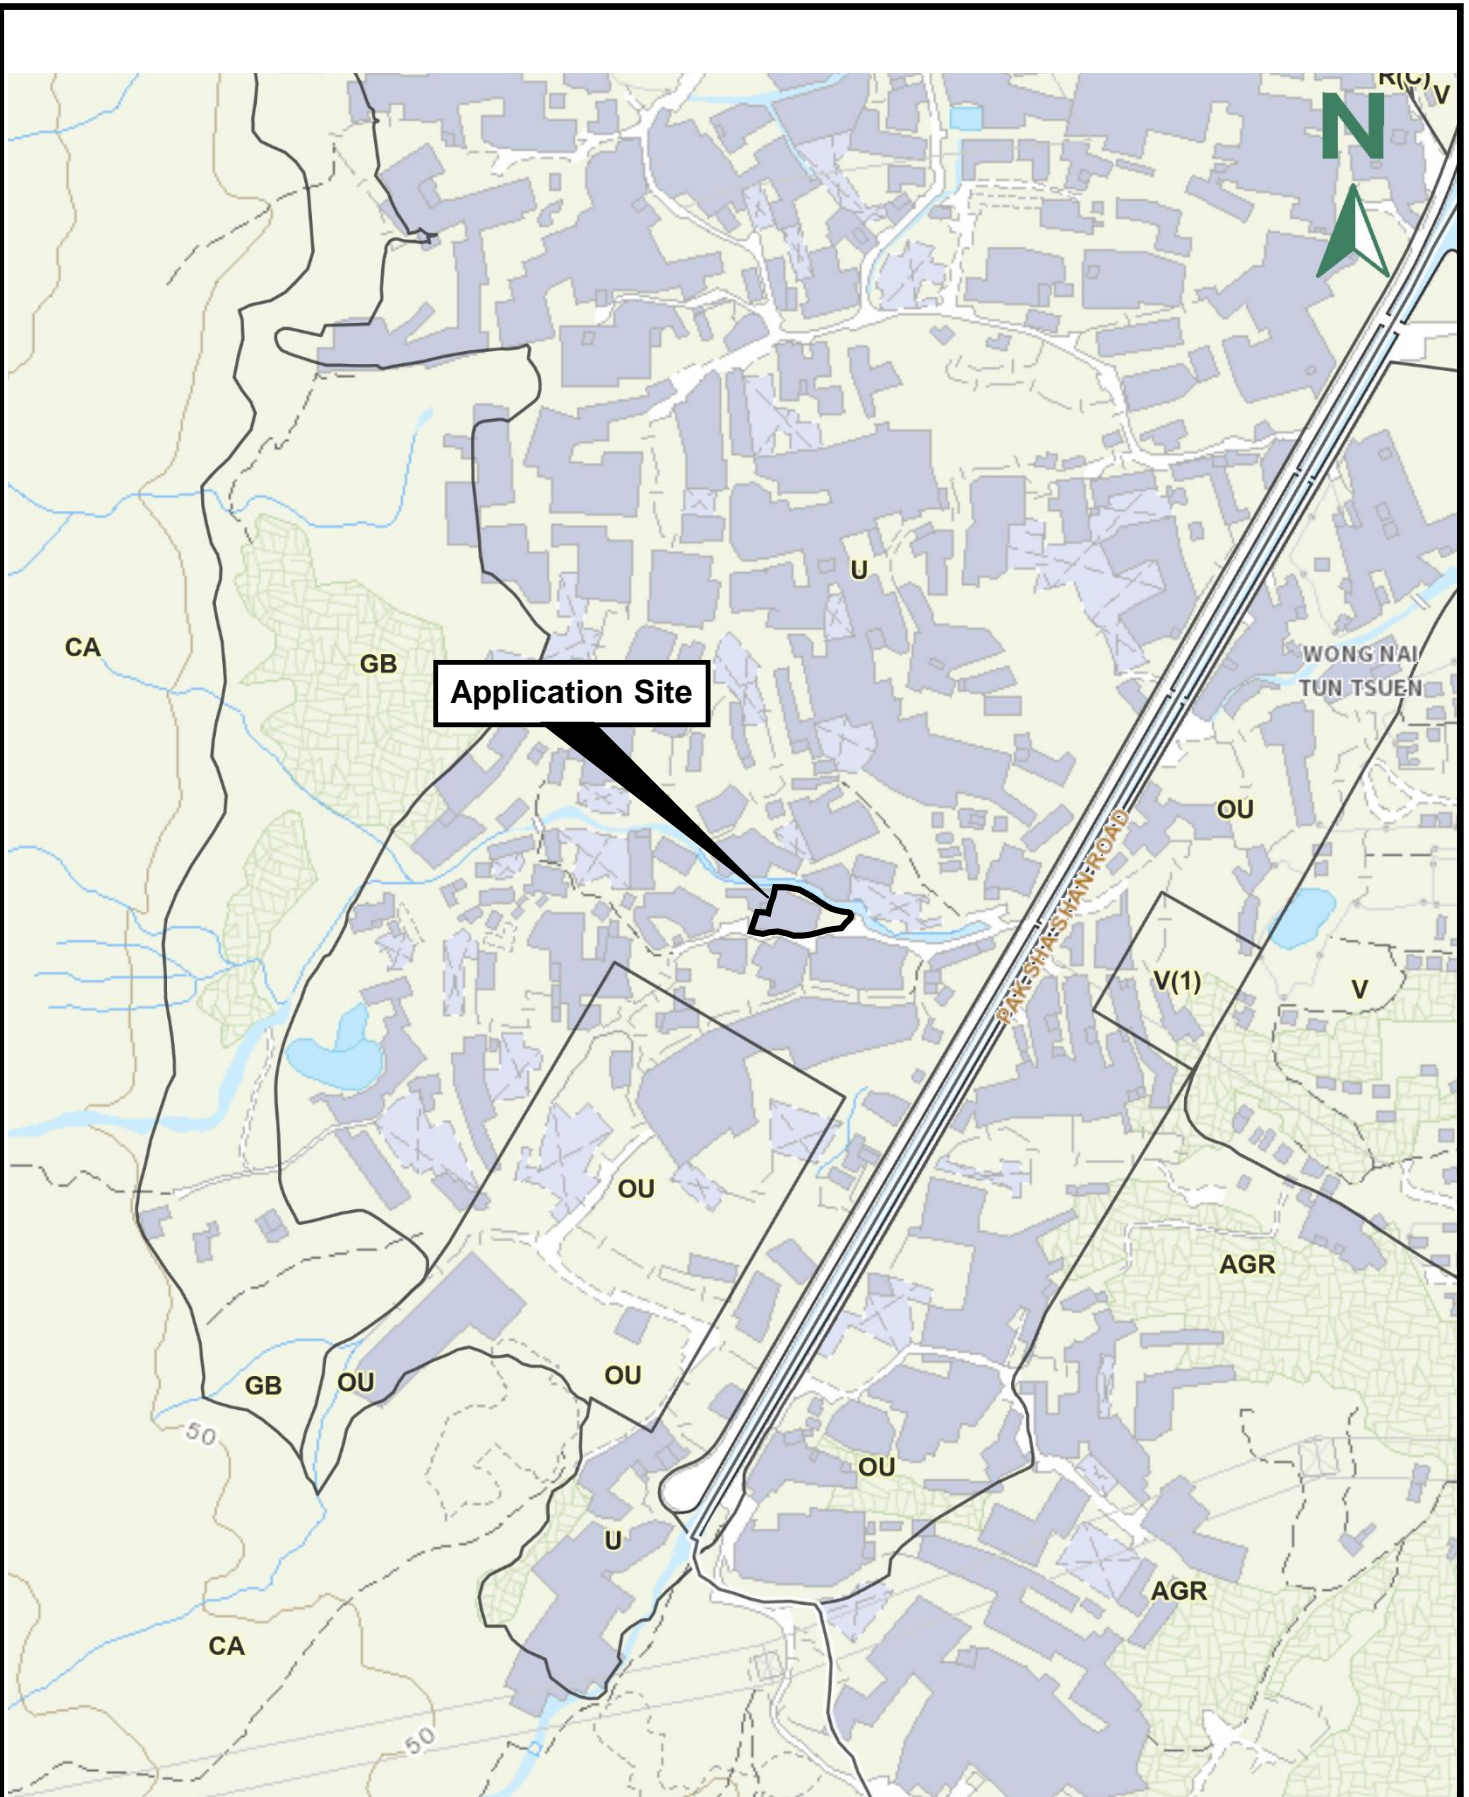 R(C)
V
N
U
WONG NAI
TUN TSUEN
CA
GB
Application Site
OU
PAK SHA SHAN ROAD
V(1)
V
OU
AGR
OU
GB
OU
50
OU
U
AGR
CA
50